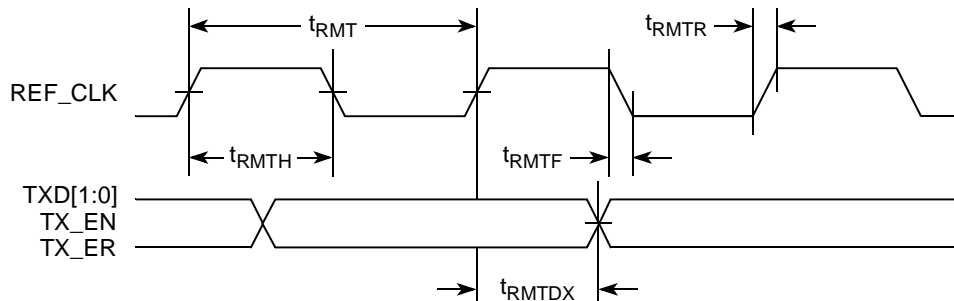 tRMT
tRMTR
REF_CLK
tRMTH
tRMTF
TXD[1:0]
TX_EN
TX_ER
tRMTDX